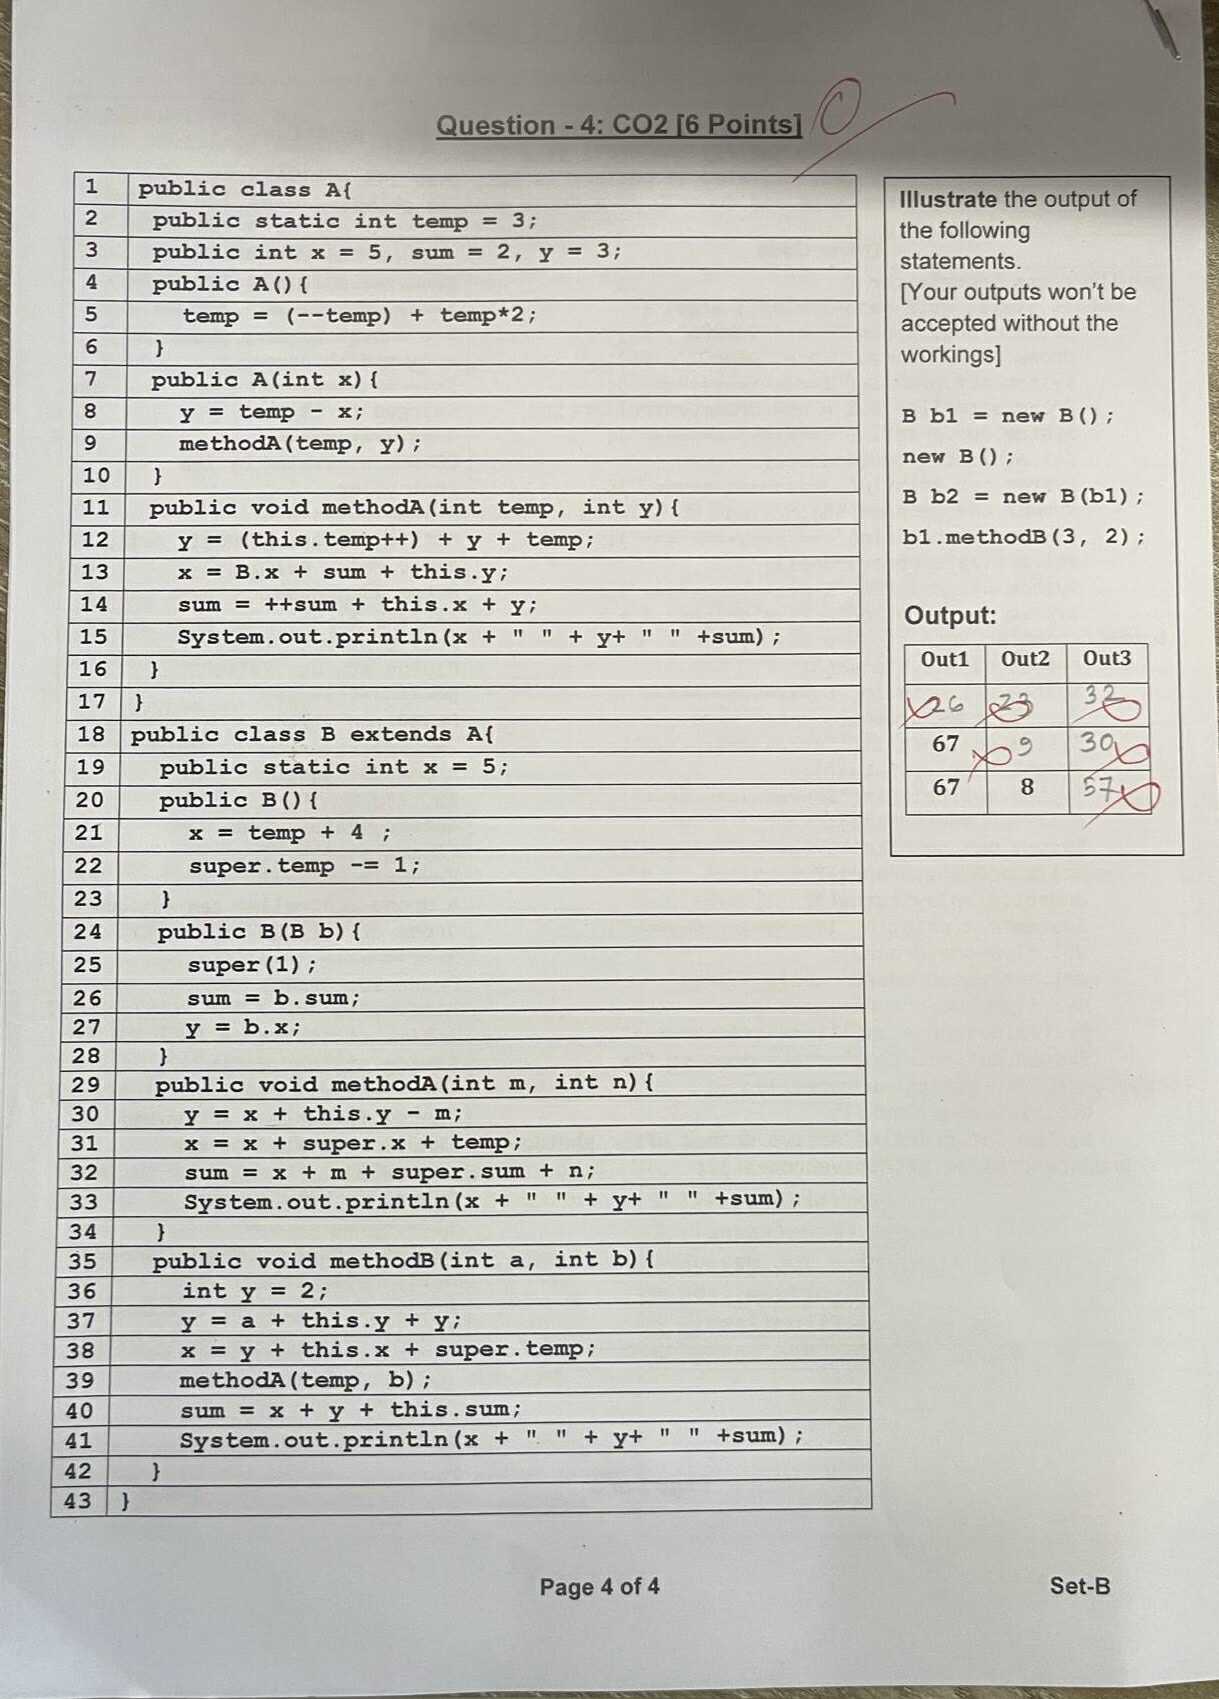 Question - 4: CO2 [6 Points]
0
1 public class A{
2 public static int temp = 3;
3 public int x = 5, sum = 2, y = 3;
4 public A(){
5 temp = (--temp) + temp*2;
6 }
7 public A(int x){
8 y = temp - x;
9 methodA(temp, y);
10 }
11 public void methodA(int temp, int y){
12 y = (this.temp++) + y + temp;
13 x = B.x + sum + this.y;
14 sum = ++sum + this.x + y;
15 System.out.println(x + " " + y+ " " +sum);
16 }
17 }
18 public class B extends A{
19 public static int x = 5;
20 public B(){
21 x = temp + 4 ;
22 super.temp -= 1;
23 }
24 public B(B b){
25 super(1);
26 sum = b.sum;
27 y = b.x;
28 }
29 public void methodA(int m, int n){
30 y = x + this.y - m;
31 x = x + super.x + temp;
32 sum = x + m + super.sum + n;
33 System.out.println(x + " " + y+ " " +sum);
34 }
35 public void methodB(int a, int b){
36 int y = 2;
37 y = a + this.y + y;
38 x = y + this.x + super.temp;
39 methodA(temp, b);
40 sum = x + y + this.sum;
41 System.out.println(x + " " + y+ " " +sum);
42 }
43 }
Illustrate the output of
the following
statements.
[Your outputs won't be
accepted without the
workings]
B b1 = new B();
new B();
B b2 = new B(b1);
b1.methodB(3, 2);
Output:
Out1 Out2 Out3
26 23 32
67 9 30
67 8 57
Page 4 of 4
Set-B